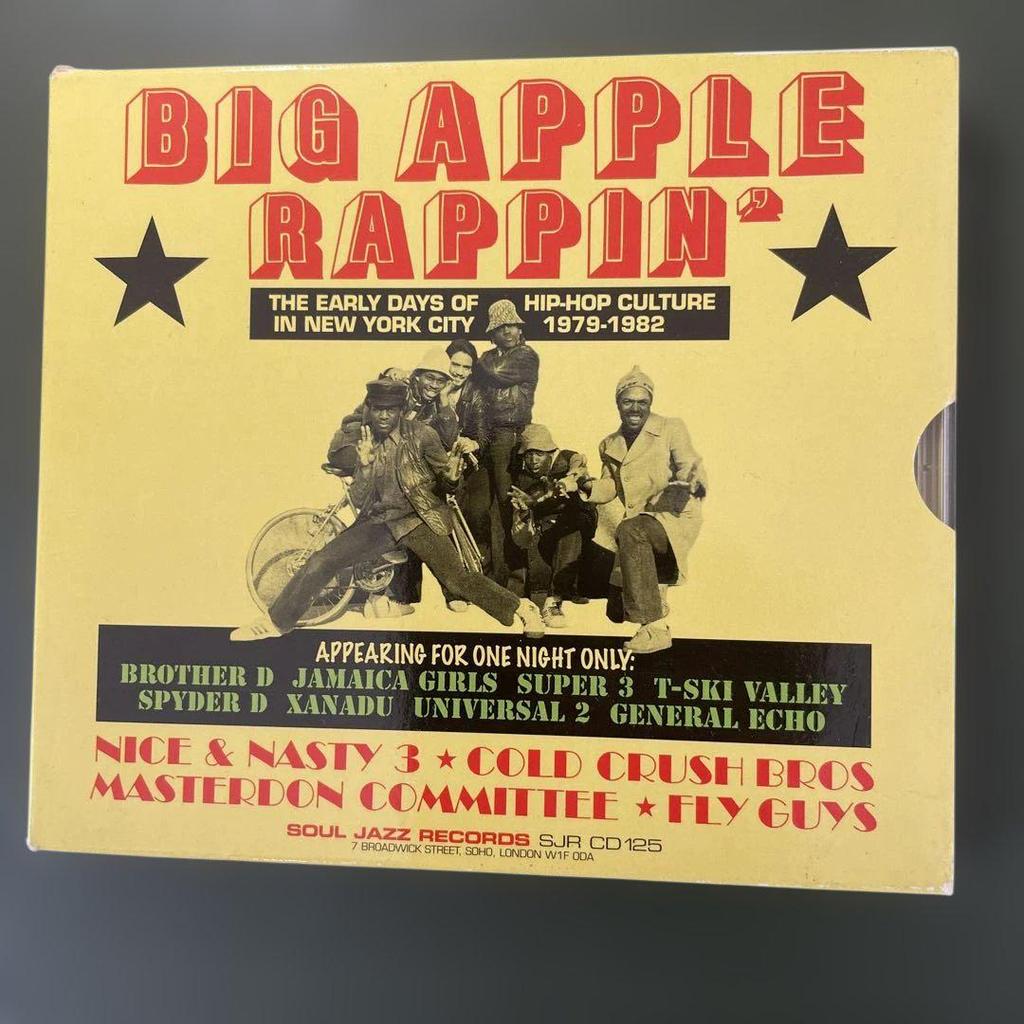 BIG APPLE
RAPPIN'
THE EARLY DAYS OF HIP-HOP CULTURE
IN NEW YORK CITY 1979-1982
APPEARING FOR ONE NIGHT ONLY:
BROTHER D JAMAICA GIRLS SUPER 3 T-SKI VALLEY
SPYDER D XANADU UNIVERSAL 2 GENERAL ECHO
NICE & NASTY 3 ★ COLD CRUSH BROS
MASTERDON COMMITTEE ★ FLY GUYS
SOUL JAZZ RECORDS SJR CD125
7 BROADWICK STREET, SOHO, LONDON W1F 0DA